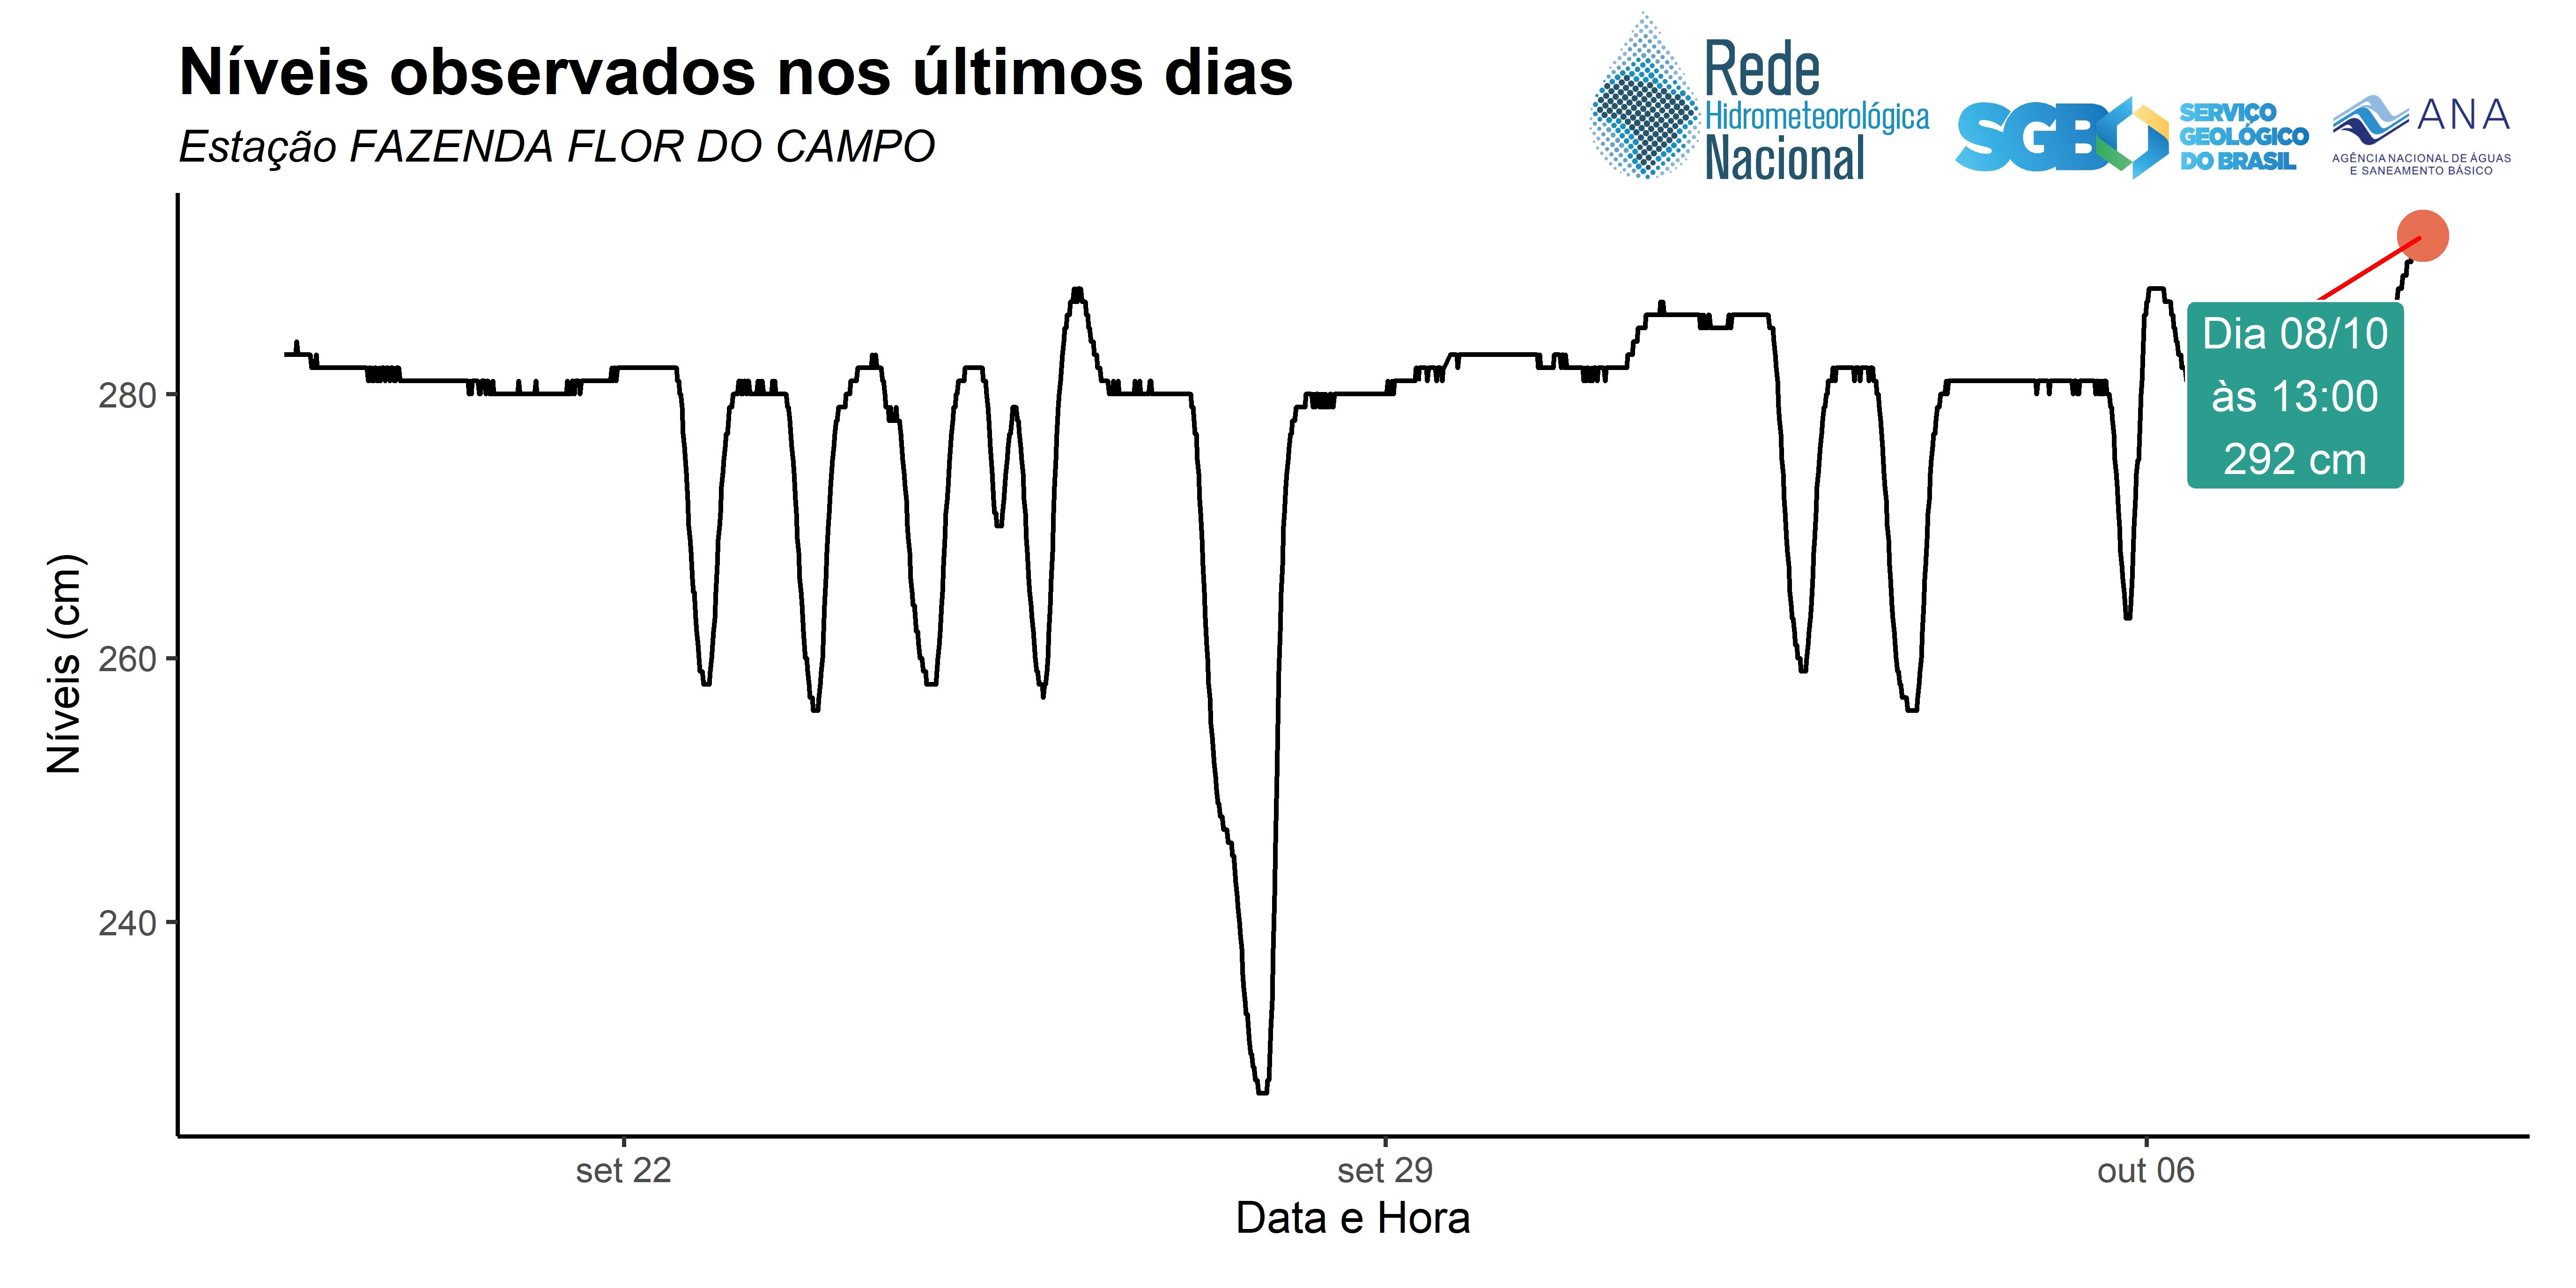 Níveis observados nos últimos dias
Estação FAZENDA FLOR DO CAMPO
Rede
Hidrometeorológica
Nacional
SGB
SERVIÇO
GEOLÓGICO
DO BRASIL
ANA
AGÊNCIA NACIONAL DE ÁGUAS
E SANEAMENTO BÁSICO
Dia 08/10
às 13:00
292 cm
Níveis (cm)
280
260
240
set 22
set 29
out 06
Data e Hora